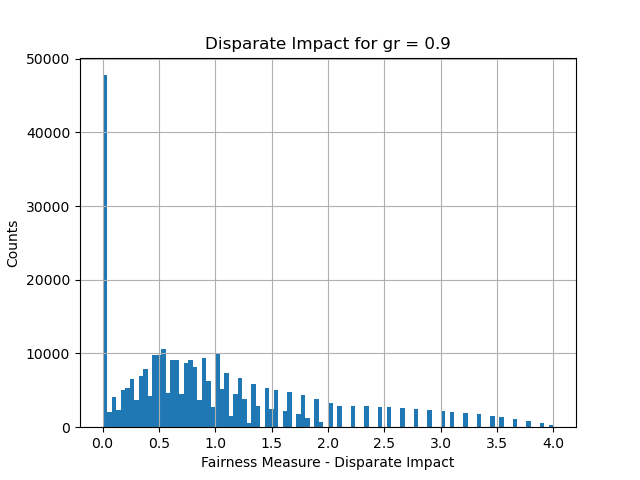 Disparate Impact for gr = 0.9
50000
40000
30000
20000
10000
0
Counts
0.0 0.5 1.0 1.5 2.0 2.5 3.0 3.5 4.0
Fairness Measure - Disparate Impact